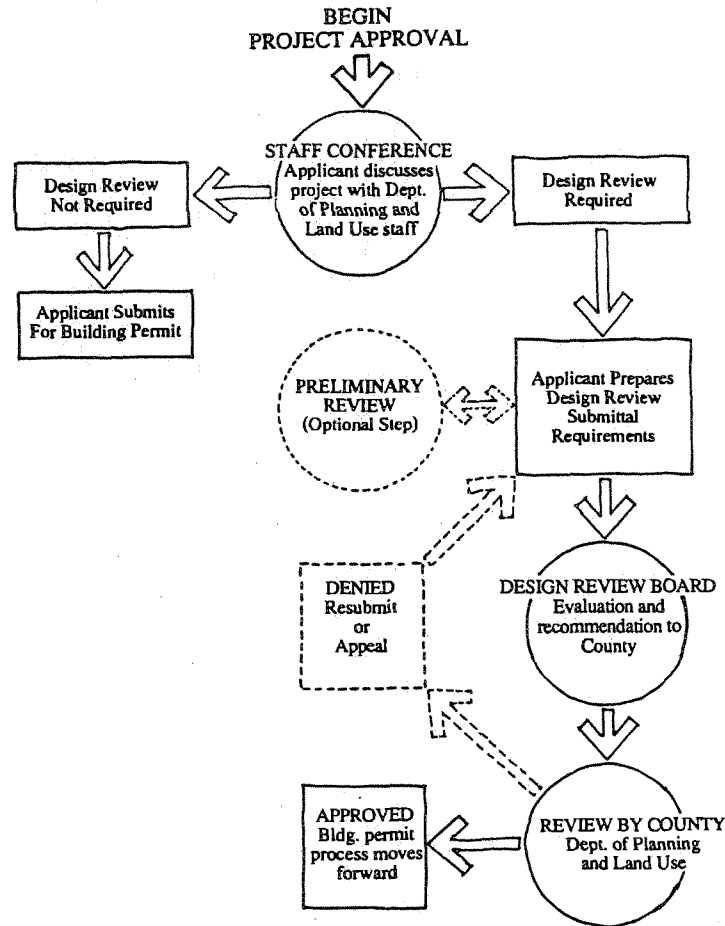 BEGIN
PROJECT APPROVAL
STAFF CONFERENCE
Applicant discusses
project with Dept.
of Planning and
Land Use staff
Design Review
Not Required
Design Review
Required
Applicant Submits
For Building Permit
PRELIMINARY
REVIEW
(Optional Step)
Applicant Prepares
Design Review
Submittal
Requirements
DENIED
Resubmit
or
Appeal
DESIGN REVIEW BOARD
Evaluation and
recommendation to
County
APPROVED
Bldg. permit
process moves
forward
REVIEW BY COUNTY
Dept. of Planning
and Land Use